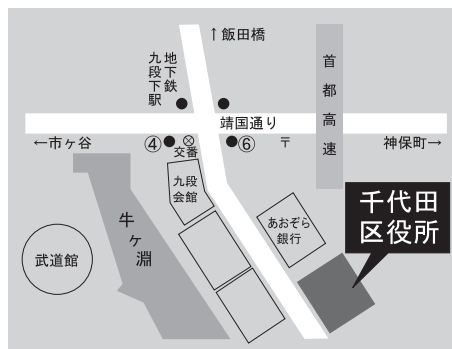 ↑飯田橋
地下鉄
九段下駅
首都高速
靖国通り
←市ヶ谷
④
⊗
交番
⑥
〒
神保町→
九段
会館
千代田
区役所
あおぞら
銀行
牛ヶ淵
武道館